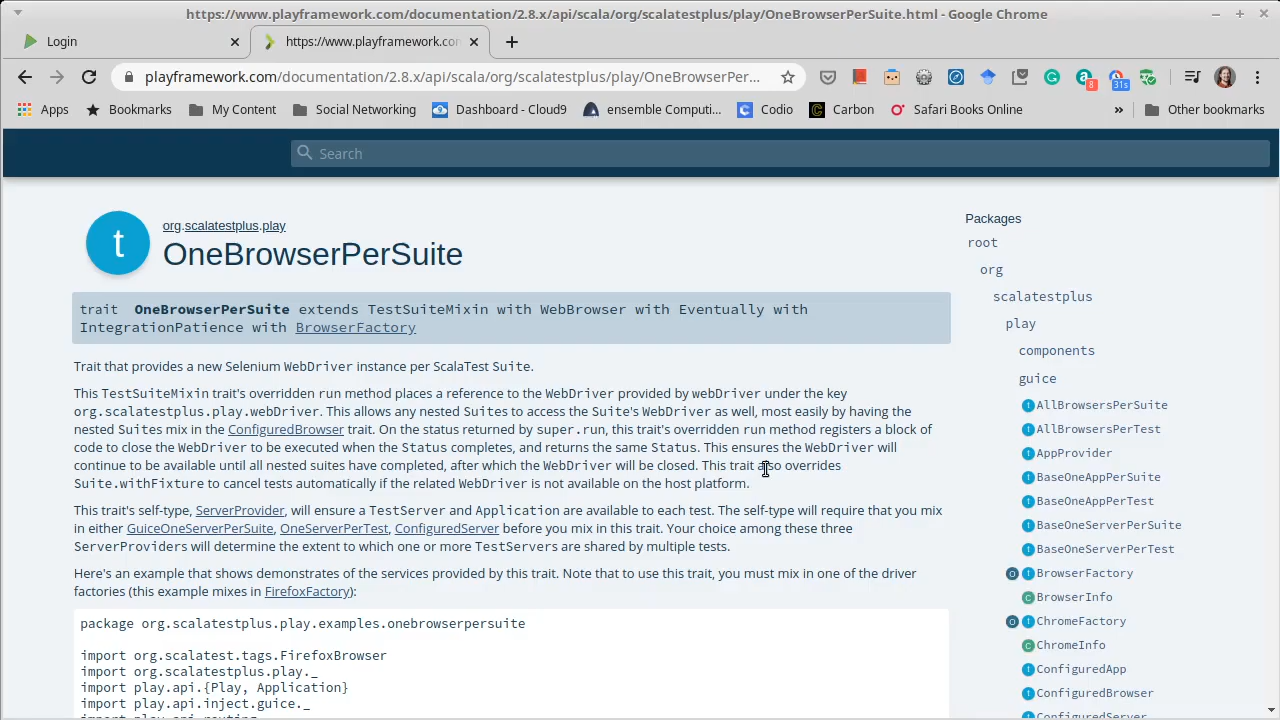 https://www.playframework.com/documentation/2.8.x/api/scala/org/scalatestplus/play/OneBrowserPerSuite.html - Google Chrome
Login
https://www.playframework.co
playframework.com/documentation/2.8.x/api/scala/org/scalatestplus/play/OneBrowserPer...
8
31s
Apps
Bookmarks
My Content
Social Networking
Dashboard - Cloud9
ensemble Computi...
Codio
Carbon
Safari Books Online
»
Other bookmarks
Search
t
org.scalatestplus.play
OneBrowserPerSuite
trait OneBrowserPerSuite extends TestSuiteMixin with WebBrowser with Eventually with
IntegrationPatience with BrowserFactory
Trait that provides a new Selenium WebDriver instance per ScalaTest Suite.
This TestSuiteMixin trait's overridden run method places a reference to the WebDriver provided by webDriver under the key
org.scalatestplus.play.webDriver. This allows any nested Suites to access the Suite's WebDriver as well, most easily by having the
nested Suites mix in the ConfiguredBrowser trait. On the status returned by super.run, this trait's overridden run method registers a block of
code to close the WebDriver to be executed when the Status completes, and returns the same Status. This ensures the WebDriver will
continue to be available until all nested suites have completed, after which the WebDriver will be closed. This trait also overrides
Suite.withFixture to cancel tests automatically if the related WebDriver is not available on the host platform.
This trait's self-type, ServerProvider, will ensure a TestServer and Application are available to each test. The self-type will require that you mix
in either GuiceOneServerPerSuite, OneServerPerTest, ConfiguredServer before you mix in this trait. Your choice among these three
ServerProviders will determine the extent to which one or more TestServers are shared by multiple tests.
Here's an example that shows demonstrates of the services provided by this trait. Note that to use this trait, you must mix in one of the driver
factories (this example mixes in FirefoxFactory):
package org.scalatestplus.play.examples.onebrowserpersuite
import org.scalatest.tags.FirefoxBrowser
import org.scalatestplus.play._
import play.api.{Play, Application}
import play.api.inject.guice._
import play.api.routing._
Packages
root
org
scalatestplus
play
components
guice
t AllBrowsersPerSuite
t AllBrowsersPerTest
t AppProvider
t BaseOneAppPerSuite
t BaseOneAppPerTest
t BaseOneServerPerSuite
t BaseOneServerPerTest
O t BrowserFactory
C BrowserInfo
O t ChromeFactory
C ChromeInfo
t ConfiguredApp
t ConfiguredBrowser
t ConfiguredServer